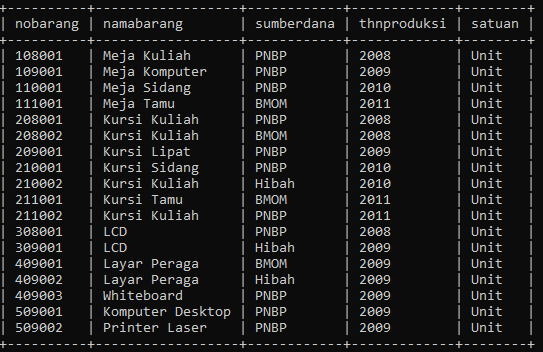 +----------+------------------+------------+-------------+--------+
| nobarang | namabarang       | sumberdana | thnproduksi | satuan |
+----------+------------------+------------+-------------+--------+
| 108001   | Meja Kuliah      | PNBP       | 2008        | Unit   |
| 109001   | Meja Komputer    | PNBP       | 2009        | Unit   |
| 110001   | Meja Sidang      | PNBP       | 2010        | Unit   |
| 111001   | Meja Tamu        | BMOM       | 2011        | Unit   |
| 208001   | Kursi Kuliah     | PNBP       | 2008        | Unit   |
| 208002   | Kursi Kuliah     | BMOM       | 2008        | Unit   |
| 209001   | Kursi Lipat      | PNBP       | 2009        | Unit   |
| 210001   | Kursi Sidang     | PNBP       | 2010        | Unit   |
| 210002   | Kursi Kuliah     | Hibah      | 2010        | Unit   |
| 211001   | Kursi Tamu       | BMOM       | 2011        | Unit   |
| 211002   | Kursi Kuliah     | PNBP       | 2011        | Unit   |
| 308001   | LCD              | PNBP       | 2008        | Unit   |
| 309001   | LCD              | Hibah      | 2009        | Unit   |
| 409001   | Layar Peraga     | BMOM       | 2009        | Unit   |
| 409002   | Layar Peraga     | Hibah      | 2009        | Unit   |
| 409003   | Whiteboard       | PNBP       | 2009        | Unit   |
| 509001   | Komputer Desktop | PNBP       | 2009        | Unit   |
| 509002   | Printer Laser    | PNBP       | 2009        | Unit   |
+----------+------------------+------------+-------------+--------+